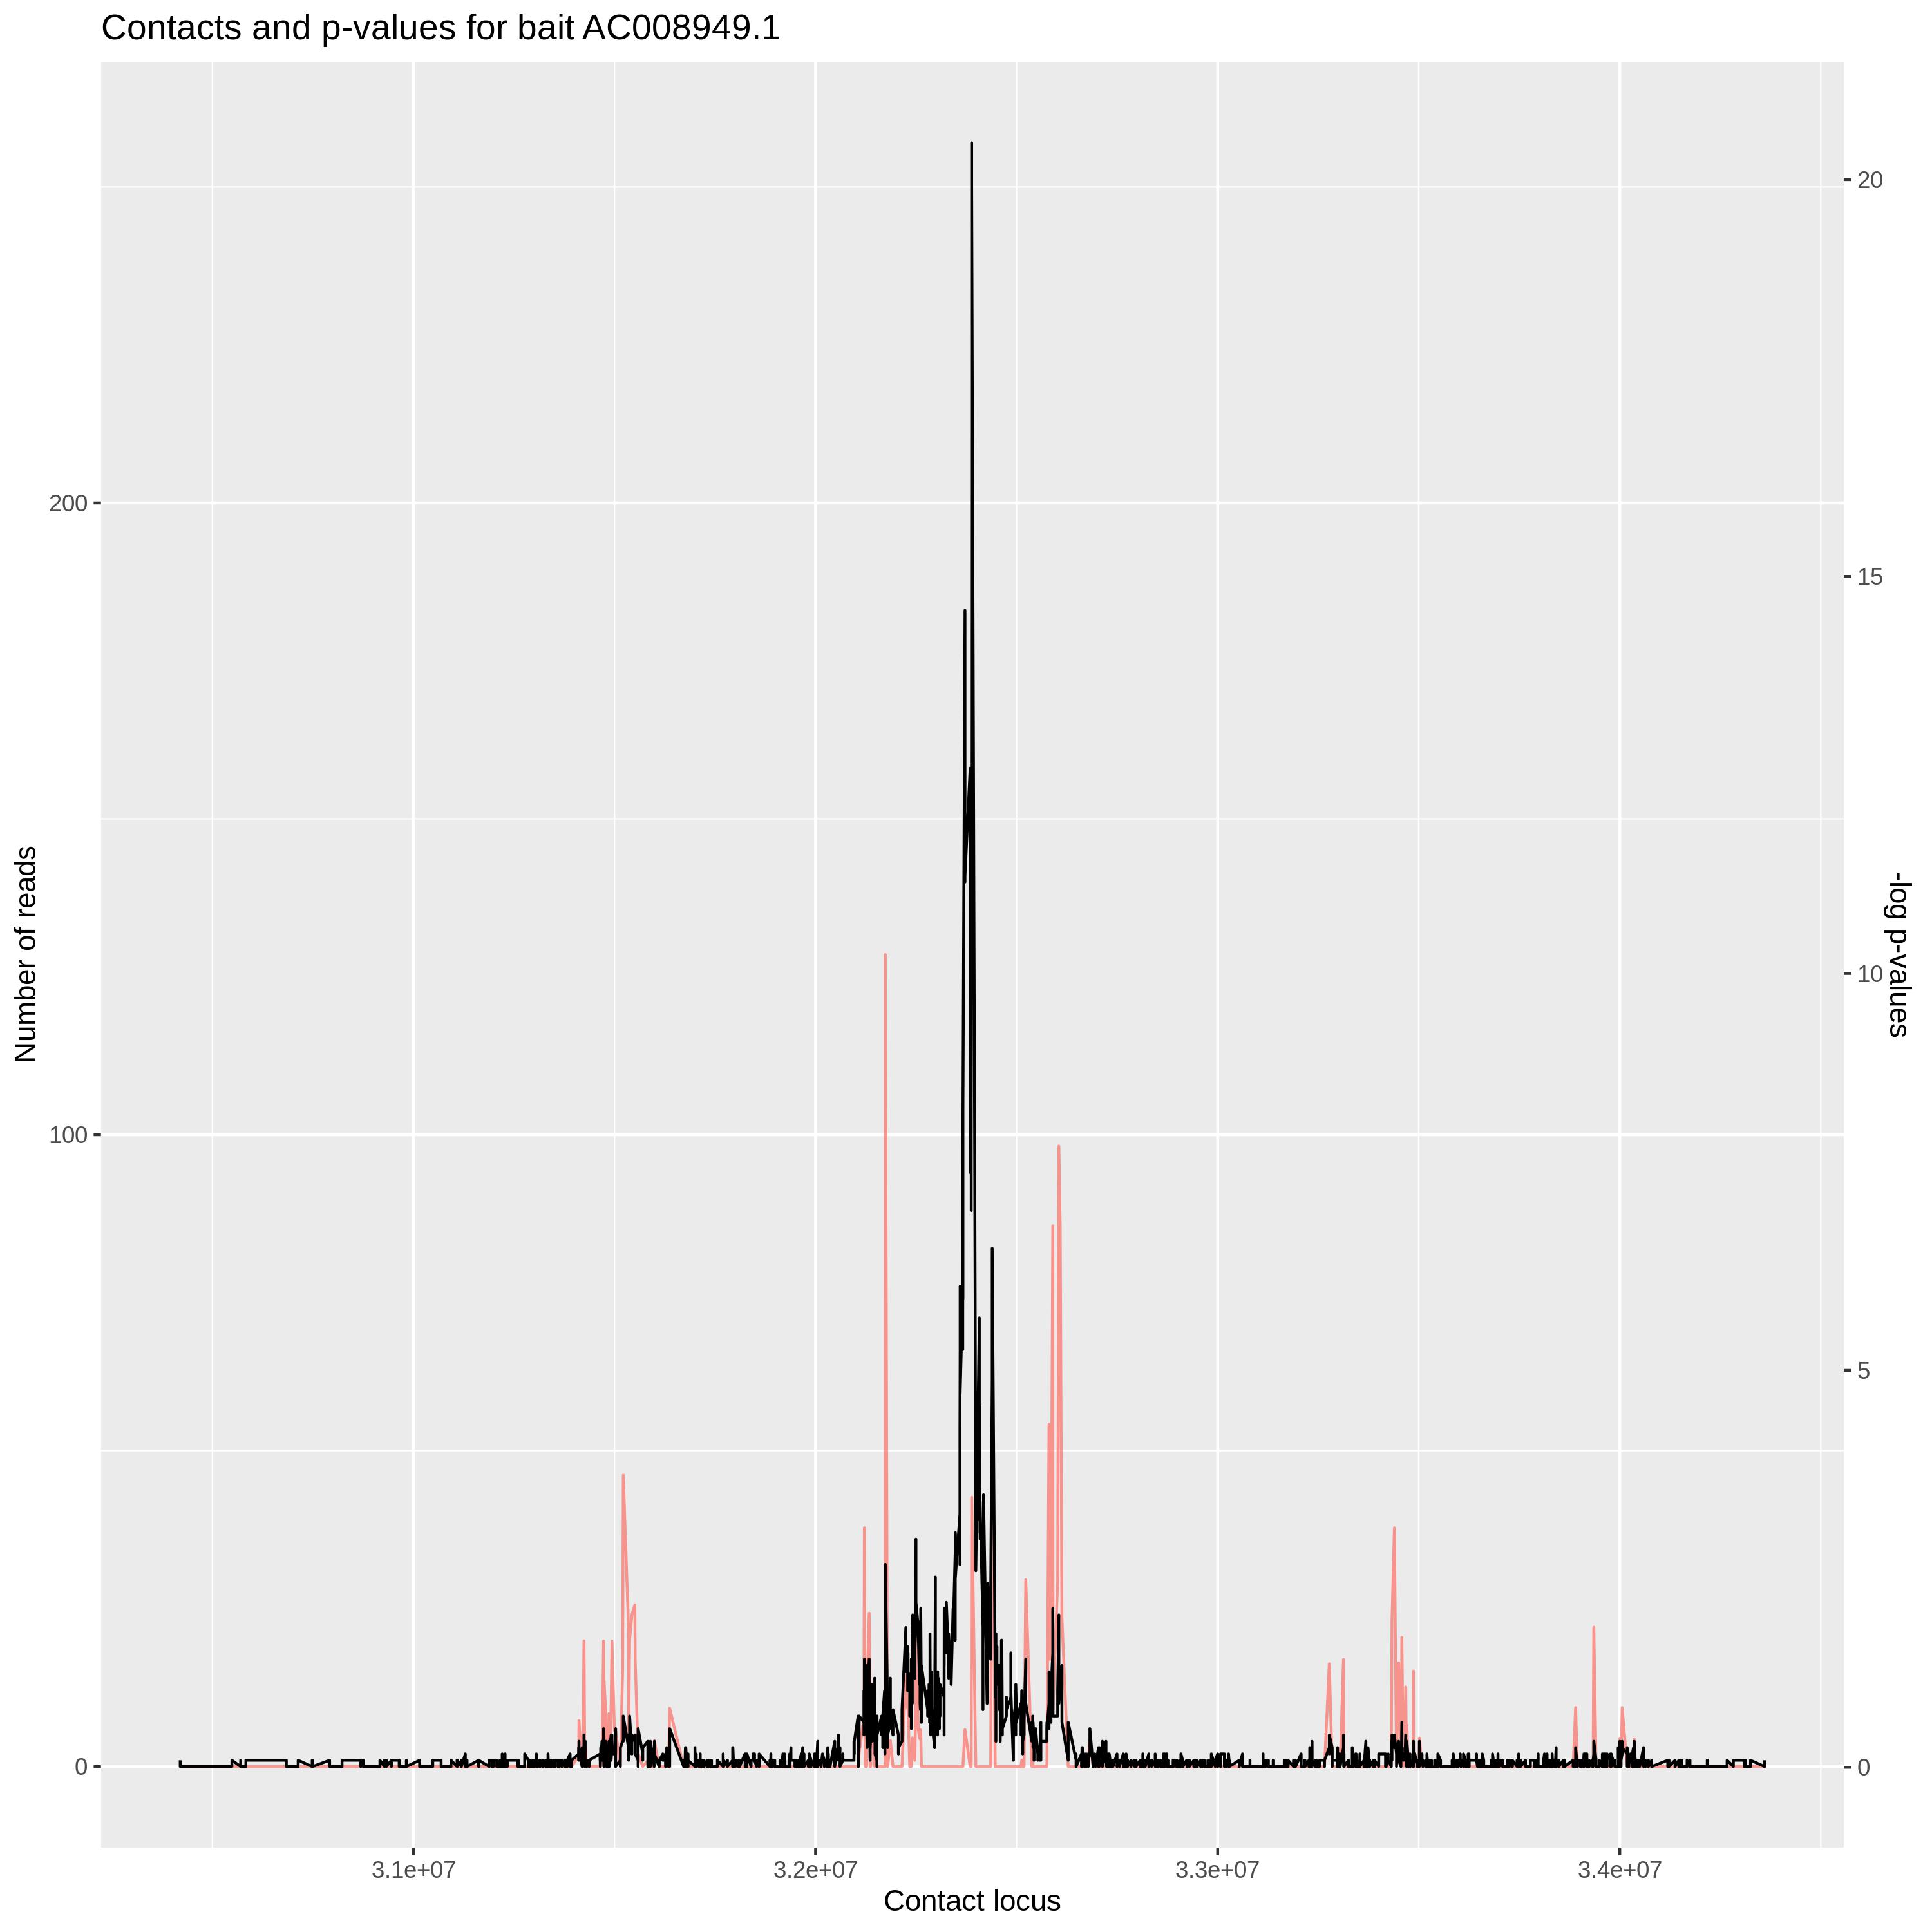 Contacts and p-values for bait AC008949.1
Number of reads
200
100
0
20
15
10
5
0
-log p-values
3.1e+07
3.2e+07
3.3e+07
3.4e+07
Contact locus